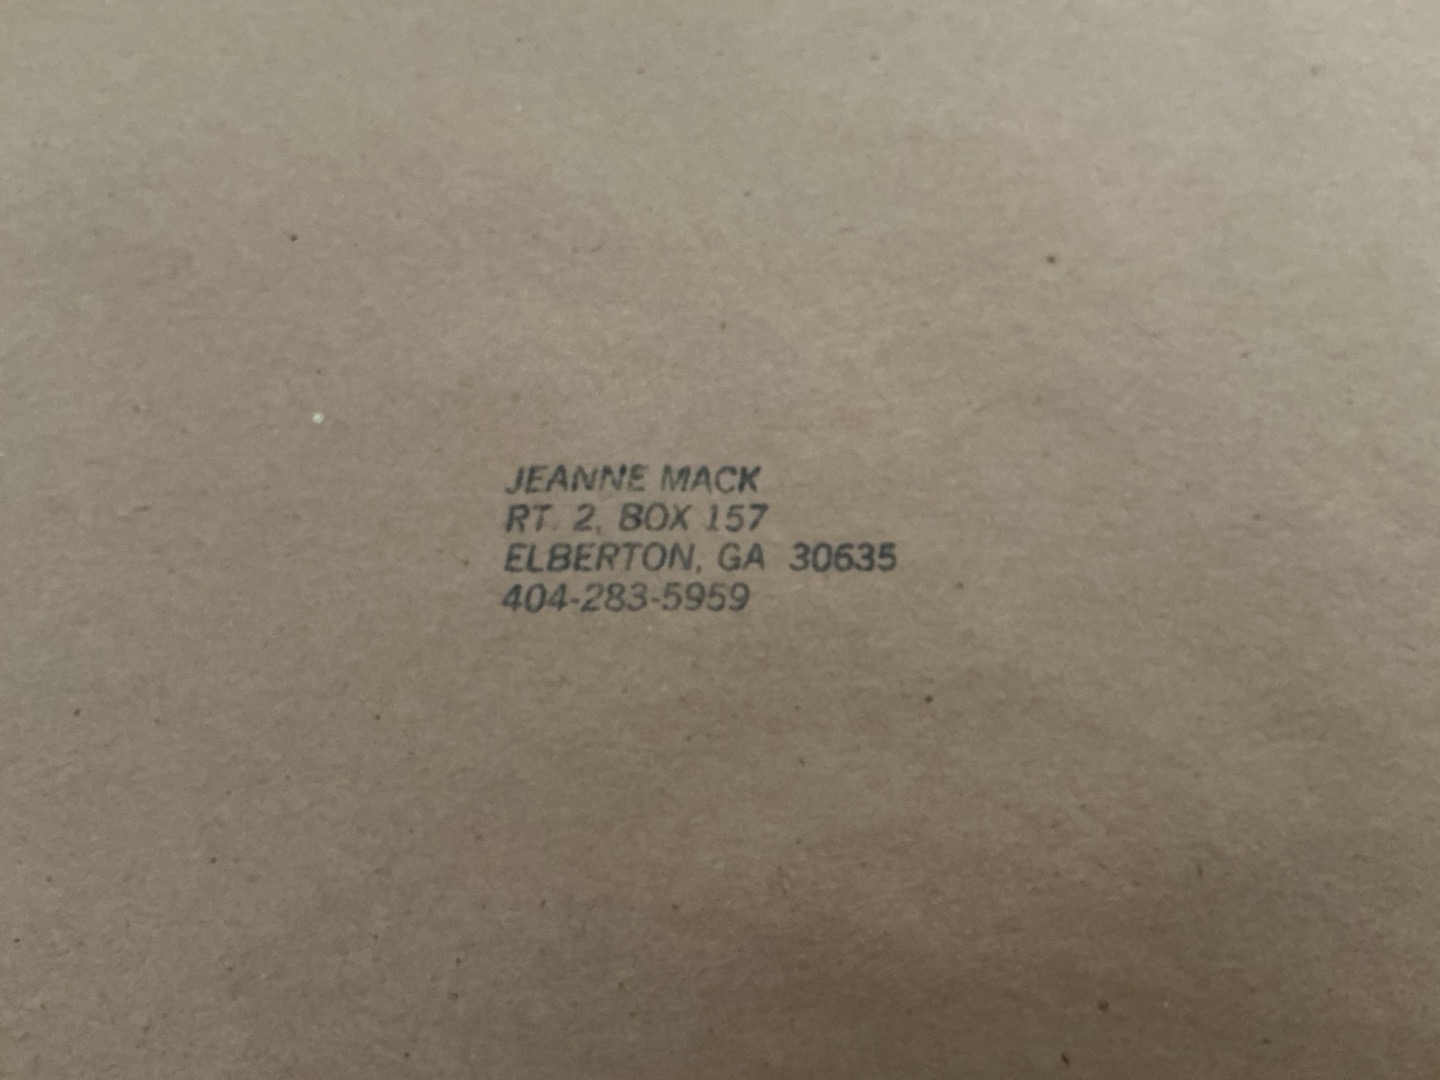 JEANNE MACK
RT. 2, BOX 157
ELBERTON, GA 30635
404-283-5959